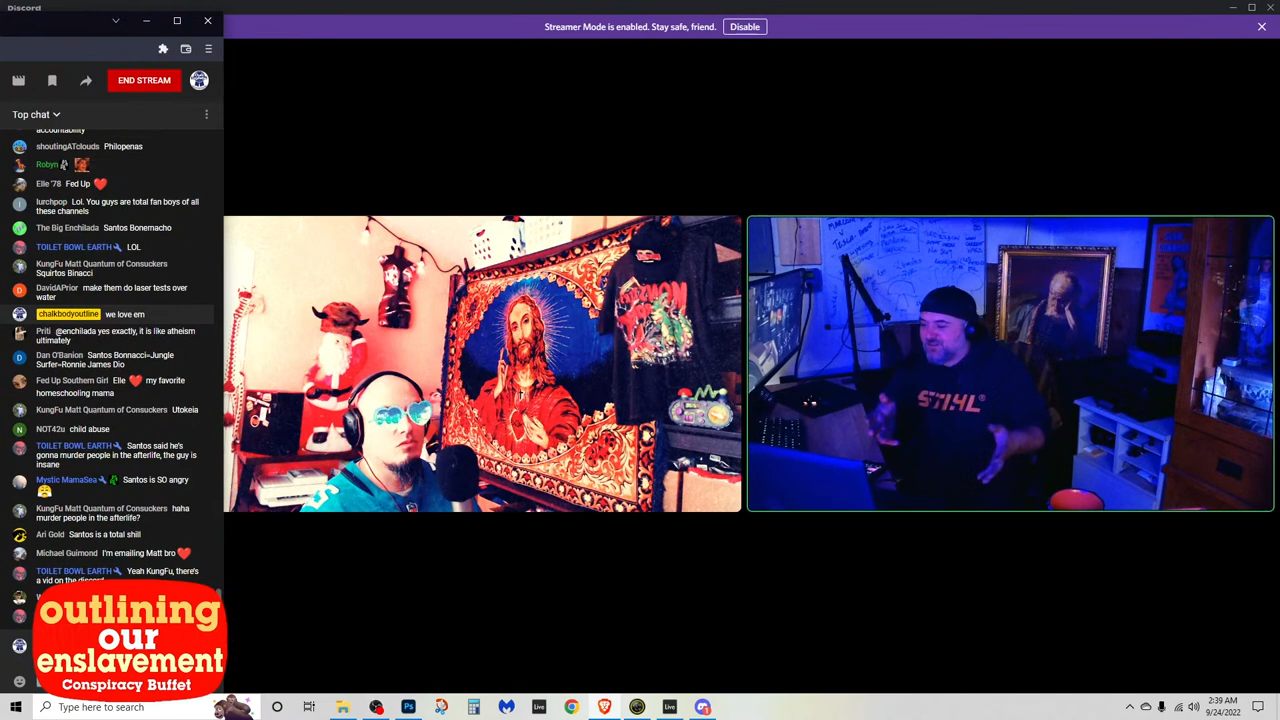 Discord
Streamer Mode is enabled. Stay safe, friend.
Disable
END STREAM
Top chat
accountability
shoutingATclouds Philopenas
Robyn
Elle '78 Fed Up
lurchpop Lol. You guys are total fan boys of all
these channels
The Big Enchilada Santos Bonernacho
TOILET BOWL EARTH LOL
KungFu Matt Quantum of Consuckers
Squirtos Binacci
DavidAPrior make them do laser tests over
water
chalkbodyoutline we love em
Priti @enchilada yes exactly, it is like atheism
ultimately
Dan O'Banion Santos Bonnacci=Jungle
Surfer=Ronnie James Dio
Fed Up Southern Girl Elle my favorite
homeschooling mama
KungFu Matt Quantum of Consuckers Utokeia
NOT42u child abuse
TOILET BOWL EARTH Santos said he's
gonna murder people in the afterlife, the guy is
insane
Mystic MamaSea Santos is SO angry
KungFu Matt Quantum of Consuckers haha
murder people in the afterlife?
Ari Gold Santos is a total shill
Michael Guimond I'm emailing Matt bro
TOILET BOWL EARTH Yeah KungFu, there's
a vid on the discord
outlining
our
enslavement
Conspiracy Buffet
STIHL®
Type here to search
Live
Live
2:39 AM
9/24/2022